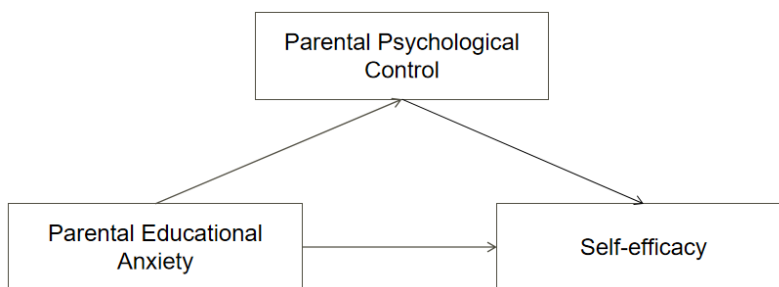 Parental Psychological
Control
Parental Educational
Anxiety
Self-efficacy